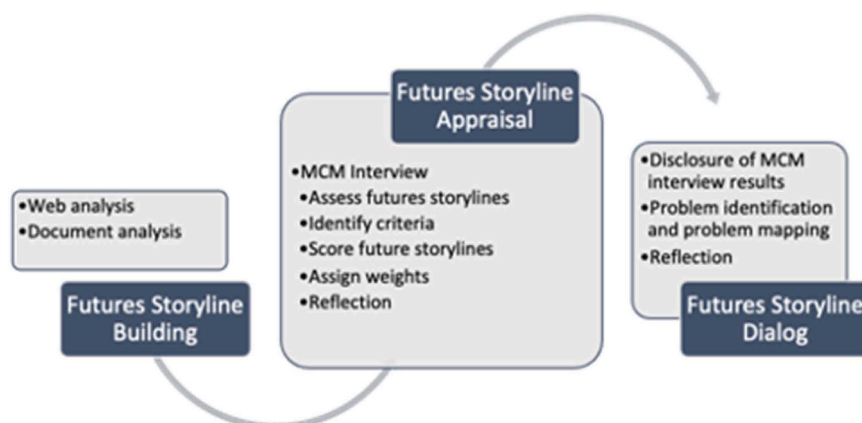 •Web analysis
•Document analysis
Futures Storyline
Building
Futures Storyline
Appraisal
•MCM Interview
•Assess futures storylines
•Identify criteria
•Score future storylines
•Assign weights
•Reflection
•Disclosure of MCM
interview results
•Problem identification
and problem mapping
•Reflection
Futures Storyline
Dialog